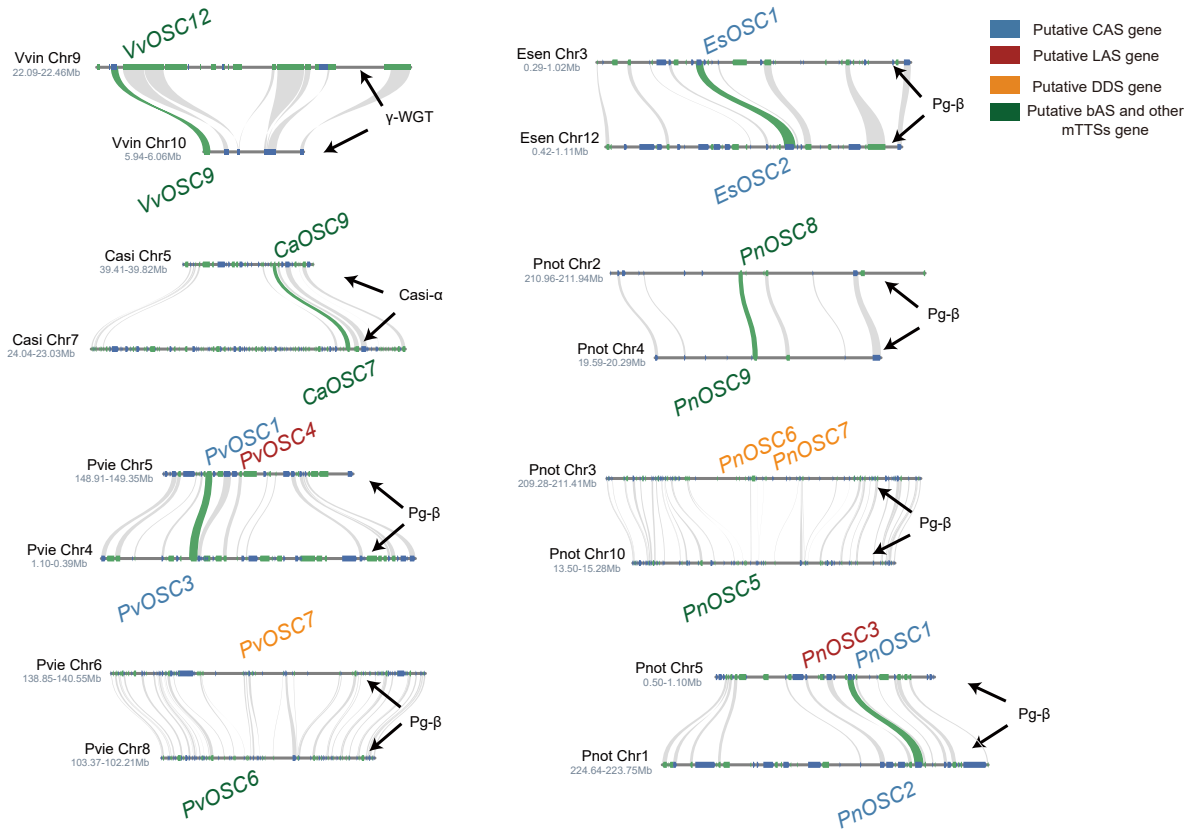 VvOSC12
Vvin Chr9
22.09-22.46Mb
γ-WGT
Vvin Chr10
5.94-6.06Mb
VvOSC9
EsOSC1
Esen Chr3
0.29-1.02Mb
Pg-β
Esen Chr12
0.42-1.11Mb
EsOSC2
Putative CAS gene
Putative LAS gene
Putative DDS gene
Putative bAS and other
mTTSs gene
CaOSC9
Casi Chr5
39.41-39.82Mb
Casi-α
Casi Chr7
24.04-23.03Mb
CaOSC7
PnOSC8
Pnot Chr2
210.96-211.94Mb
Pg-β
Pnot Chr4
19.59-20.29Mb
PnOSC9
PvOSC1
PvOSC4
Pvie Chr5
148.91-149.35Mb
Pg-β
Pvie Chr4
1.10-0.39Mb
PvOSC3
PnOSC6
PnOSC7
Pnot Chr3
209.28-211.41Mb
Pg-β
Pnot Chr10
13.50-15.28Mb
PnOSC5
PvOSC7
Pvie Chr6
138.85-140.55Mb
Pg-β
Pvie Chr8
103.37-102.21Mb
PvOSC6
PnOSC3
PnOSC1
Pnot Chr5
0.50-1.10Mb
Pg-β
Pnot Chr1
224.64-223.75Mb
PnOSC2